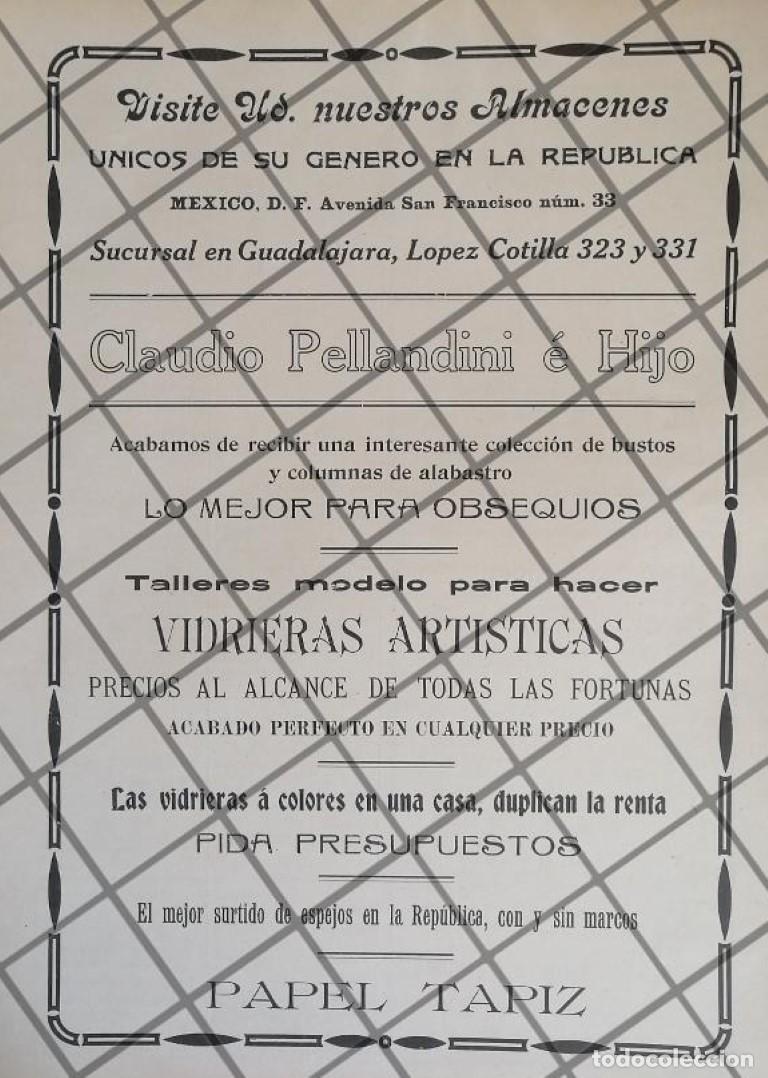 Visite Ud. nuestros Almacenes
UNICOS DE SU GENERO EN LA REPUBLICA
MEXICO, D. F. Avenida San Francisco núm. 33
Sucursal en Guadalajara, Lopez Cotilla 323 y 331
Claudio Pellandini é Hijo
Acabamos de recibir una interesante colección de bustos
y columnas de alabastro
LO MEJOR PARA OBSEQUIOS
Talleres modelo para hacer
VIDRIERAS ARTISTICAS
PRECIOS AL ALCANCE DE TODAS LAS FORTUNAS
ACABADO PERFECTO EN CUALQUIER PRECIO
Las vidrieras á colores en una casa, duplican la renta
PIDA PRESUPUESTOS
El mejor surtido de espejos en la República, con y sin marcos
PAPEL TAPIZ
todocoleccion